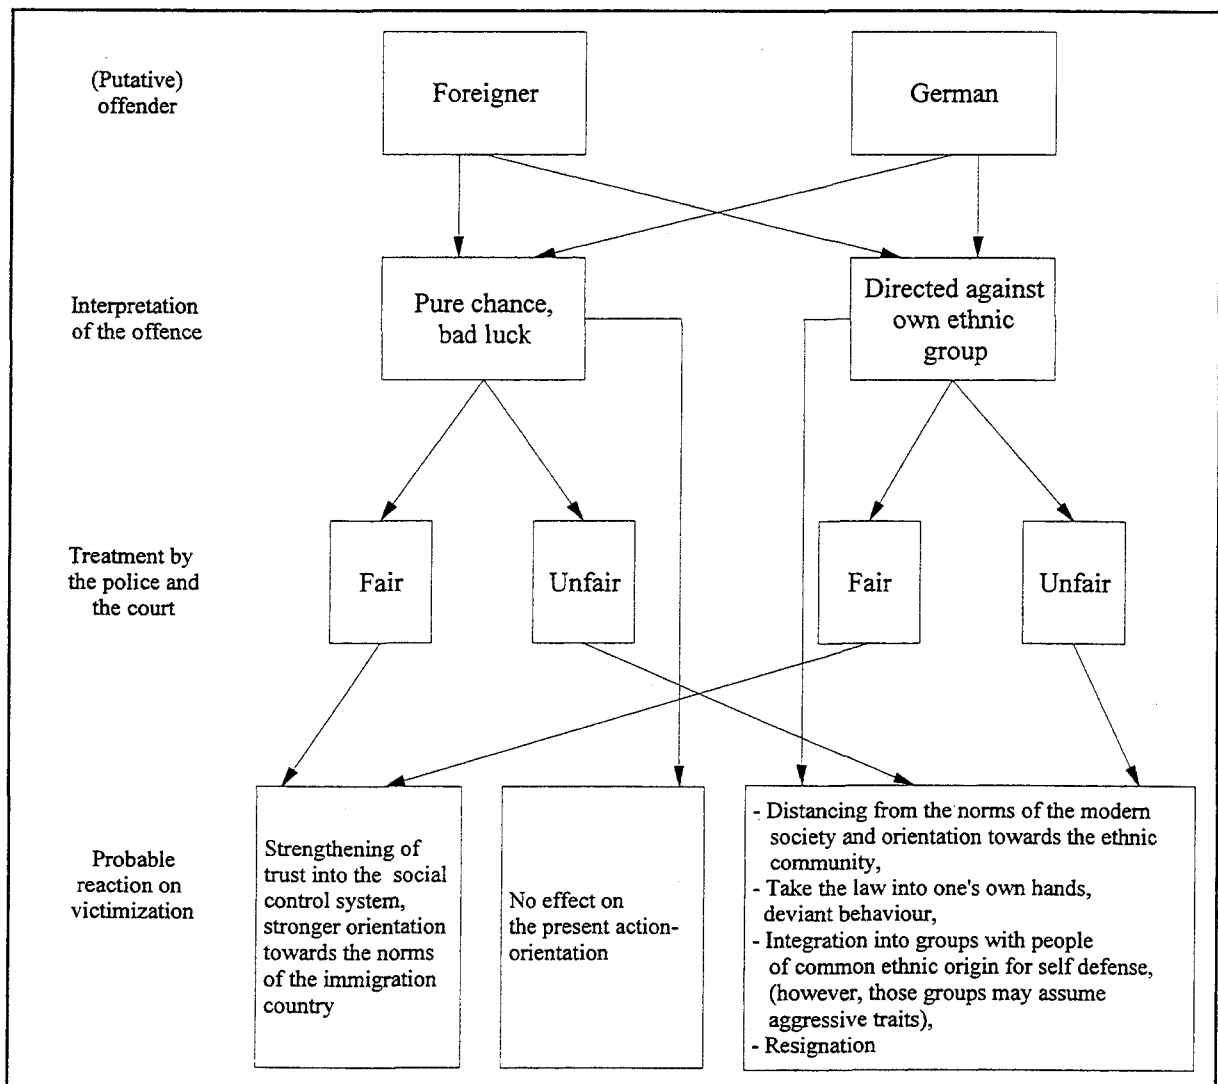 (Putative)
offender
Foreigner
German
Interpretation
of the offence
Pure chance,
bad luck
Directed against
own ethnic
group
Treatment by
the police and
the court
Fair
Unfair
Fair
Unfair
Probable
reaction on
victimization
Strengthening of
trust into the social
control system,
stronger orientation
towards the norms
of the immigration
country
No effect on
the present action-
orientation
- Distancing from the norms of the modern
society and orientation towards the ethnic
community,
- Take the law into one's own hands,
deviant behaviour,
- Integration into groups with people
of common ethnic origin for self defense,
(however, those groups may assume
aggressive traits),
- Resignation